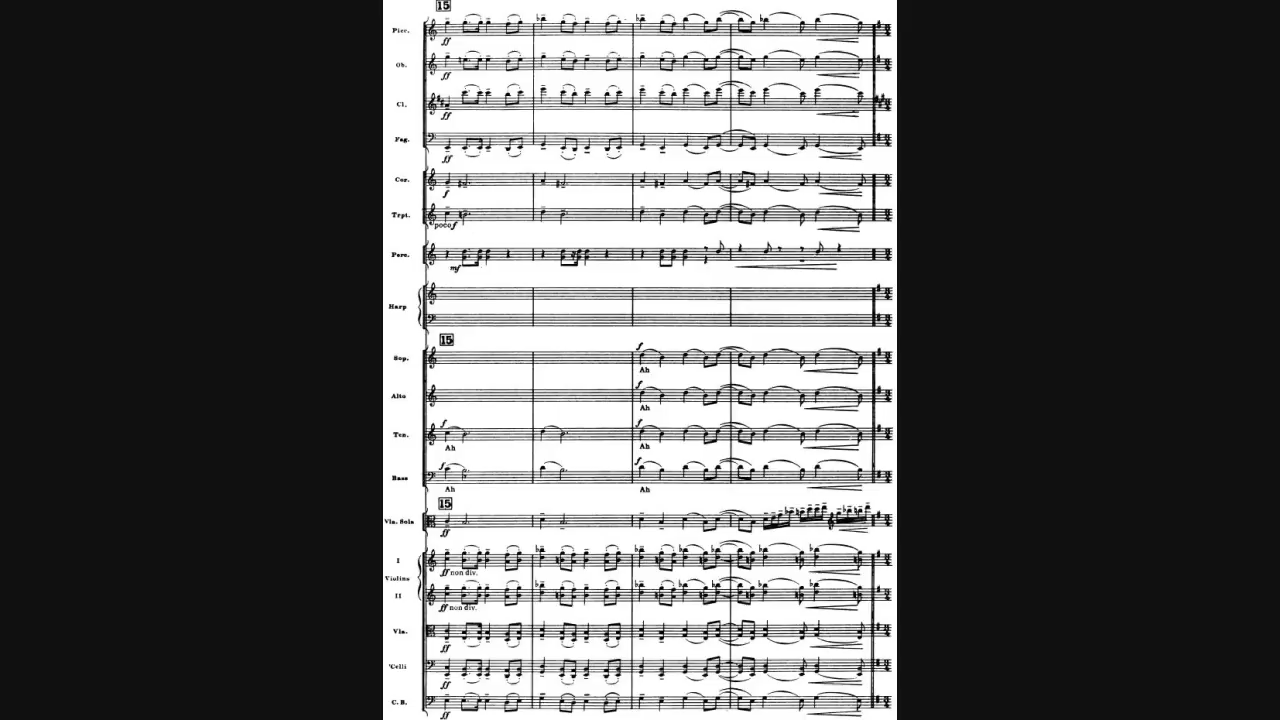 15
Picc.
ff
Ob.
ff
Cl.
ff
Fag.
ff
Cor.
f
Trpt.
poco f
Perc.
mf
Harp
15
Sop.
f
Ah
Alto
f
Ah
Ten.
f
f
Ah
Ah
Bass
f
f
Ah
Ah
15
Vla. Solo
ff
I
ff non div.
Violins
II
ff non div.
Vla.
ff
'Celli
ff
C. B.
ff